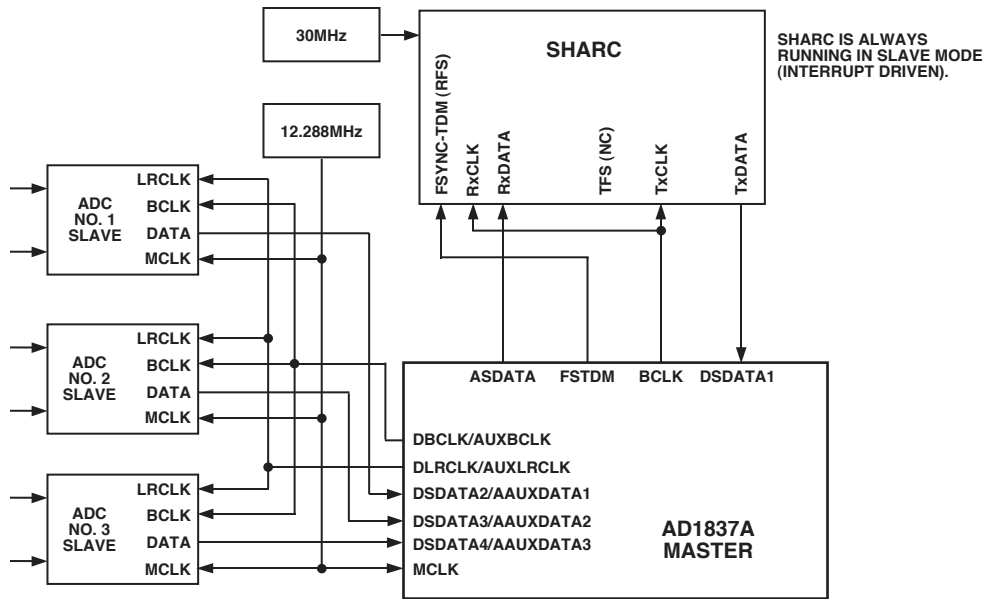 30MHz
SHARC
SHARC IS ALWAYS
RUNNING IN SLAVE MODE
(INTERRUPT DRIVEN).
12.288MHz
FSYNC-TDM (RFS)
RxCLK
RxDATA
TFS (NC)
TxCLK
TxDATA
ADC
NO. 1
SLAVE
LRCLK
BCLK
DATA
MCLK
ADC
NO. 2
SLAVE
LRCLK
BCLK
DATA
MCLK
ADC
NO. 3
SLAVE
LRCLK
BCLK
DATA
MCLK
ASDATA
FSTDM
BCLK
DSDATA1
DBCLK/AUXBCLK
DLRCLK/AUXLRCLK
DSDATA2/AAUXDATA1
DSDATA3/AAUXDATA2
DSDATA4/AAUXDATA3
MCLK
AD1837A
MASTER